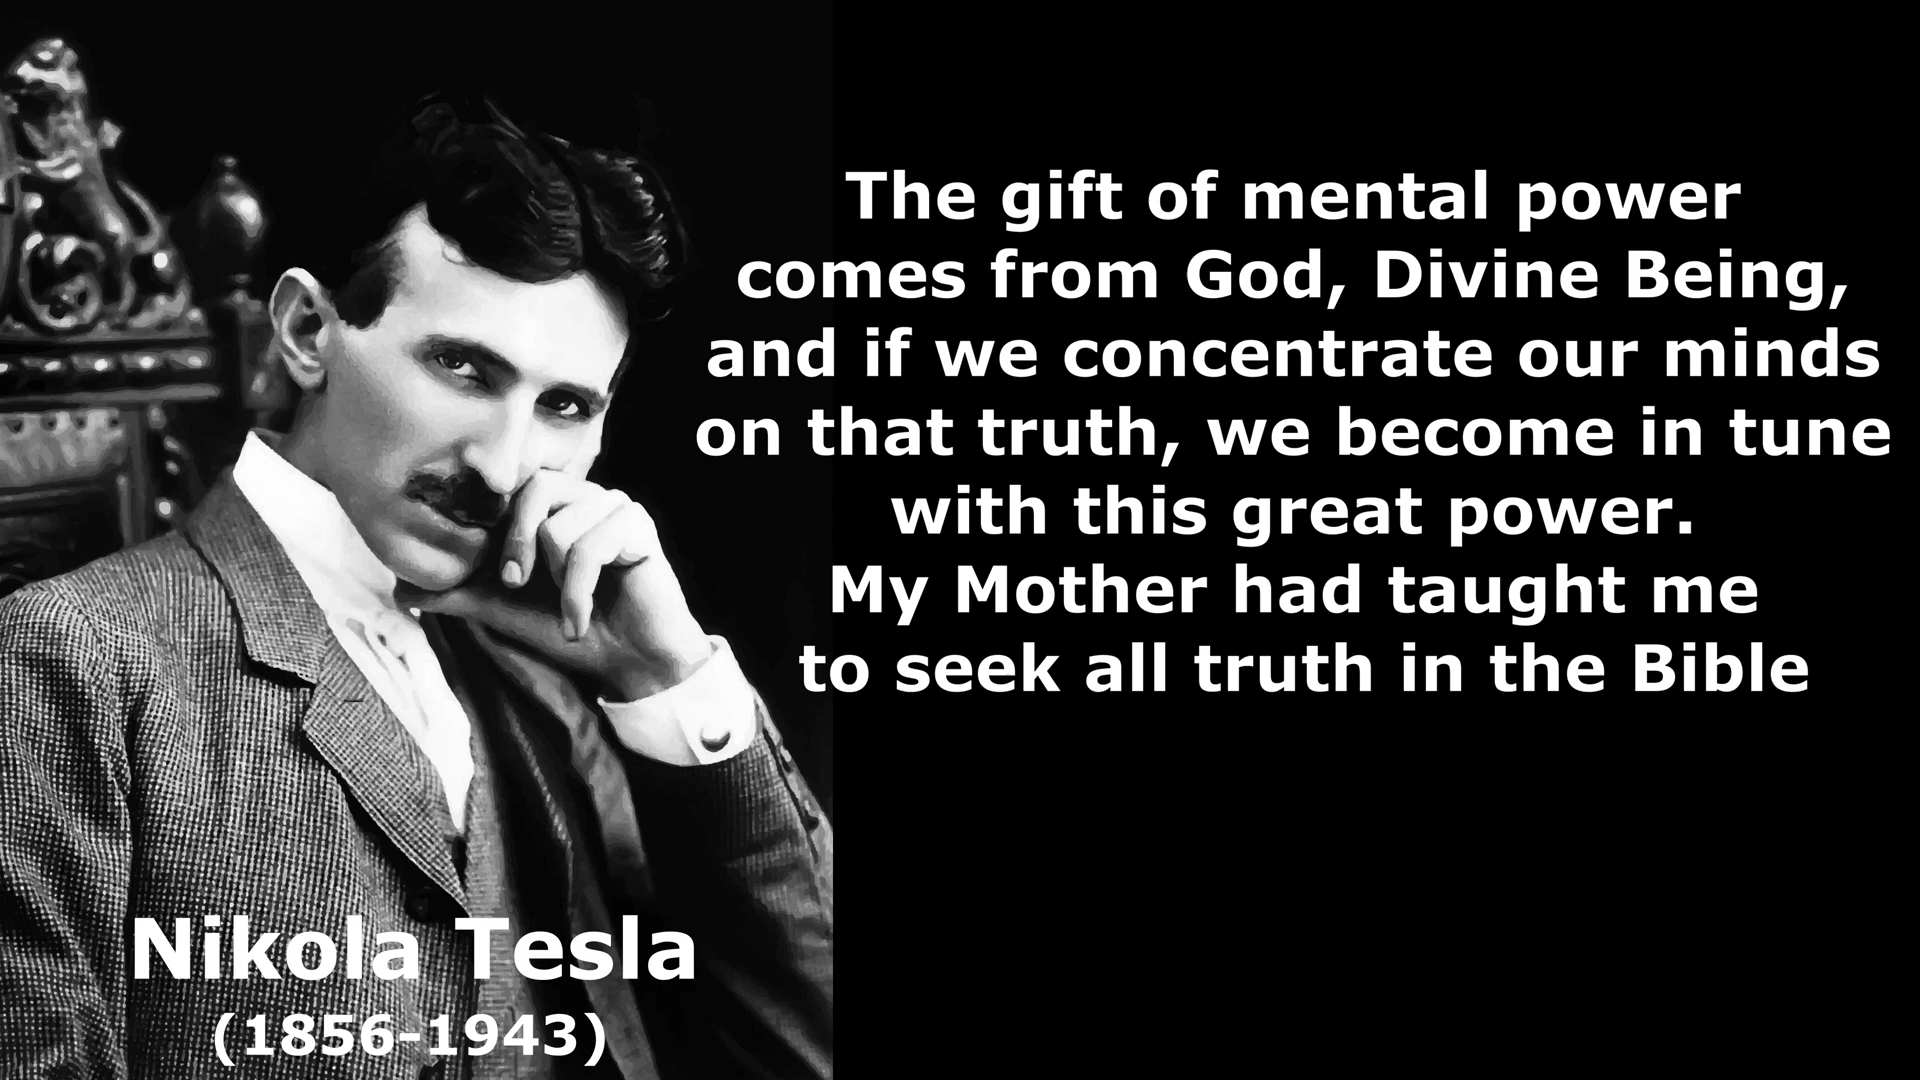 The gift of mental power
comes from God, Divine Being,
and if we concentrate our minds
on that truth, we become in tune
with this great power.
My Mother had taught me
to seek all truth in the Bible
Nikola Tesla
(1856-1943)